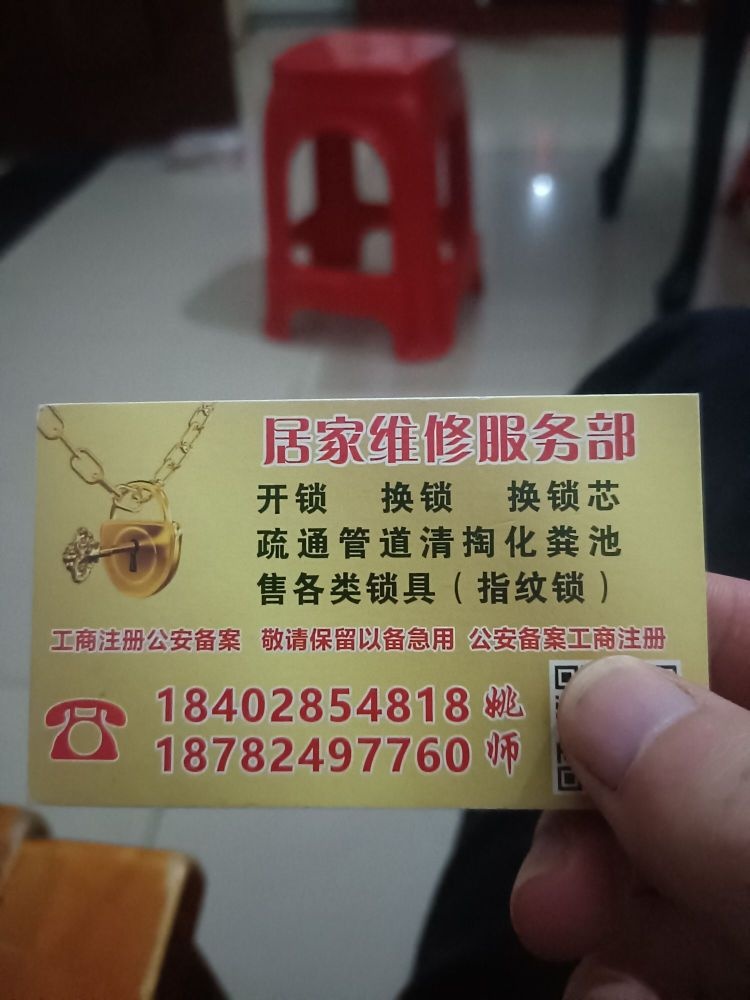 居家维修服务部
开锁 换锁 换锁芯
疏通管道清掏化粪池
售各类锁具（指纹锁）
工商注册公安备案 敬请保留以备急用 公安备案工商注册
18402854818 姚
18782497760 师